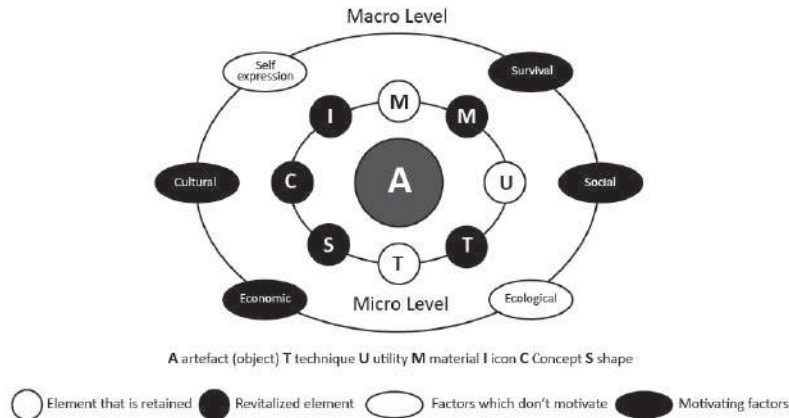 Macro Level
Self
expression
Survival
I
M
M
Cultural
C
A
U
Social
S
T
T
Economic
Micro Level
Ecological
A artefact (object) T technique U utility M material I icon C Concept S shape
Element that is retained
Revitalized element
Factors which don't motivate
Motivating factors